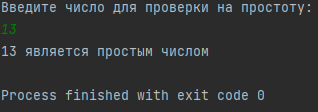 Введите число для проверки на простоту:
13
13 является простым числом
Process finished with exit code 0